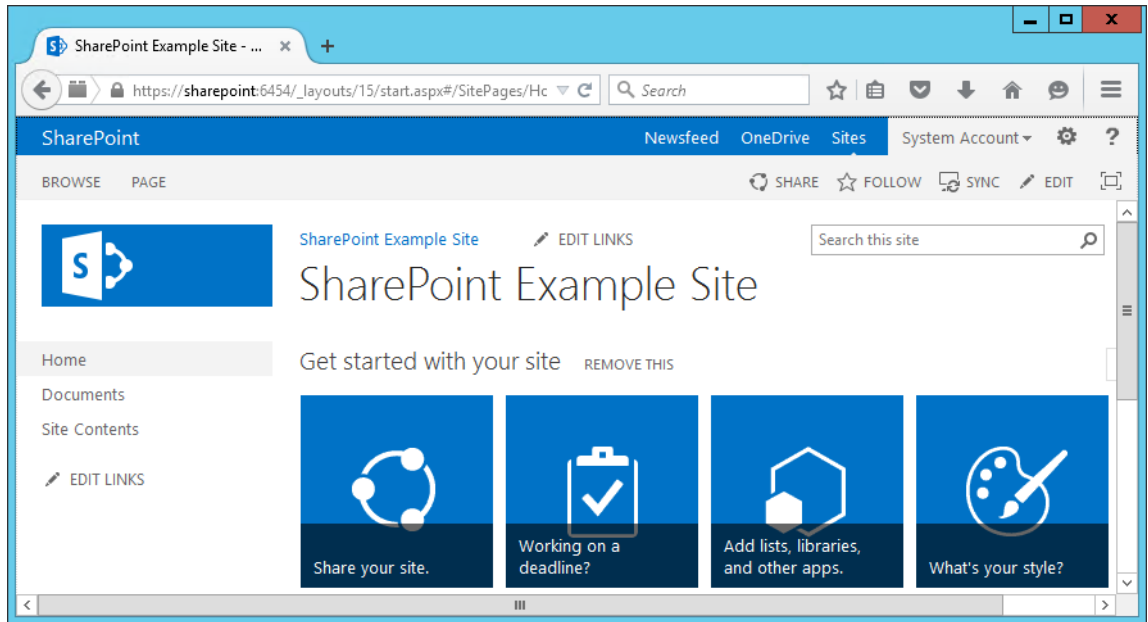 SharePoint Example Site - ...
https://sharepoint:6454/_layouts/15/start.aspx#/SitePages/Hc
Search
SharePoint
Newsfeed OneDrive Sites System Account ?
BROWSE PAGE
SHARE FOLLOW SYNC EDIT
S
SharePoint Example Site EDIT LINKS
Search this site
SharePoint Example Site
Home
Documents
Site Contents
EDIT LINKS
Get started with your site REMOVE THIS
Share your site.
Working on a
deadline?
Add lists, libraries,
and other apps.
What's your style?